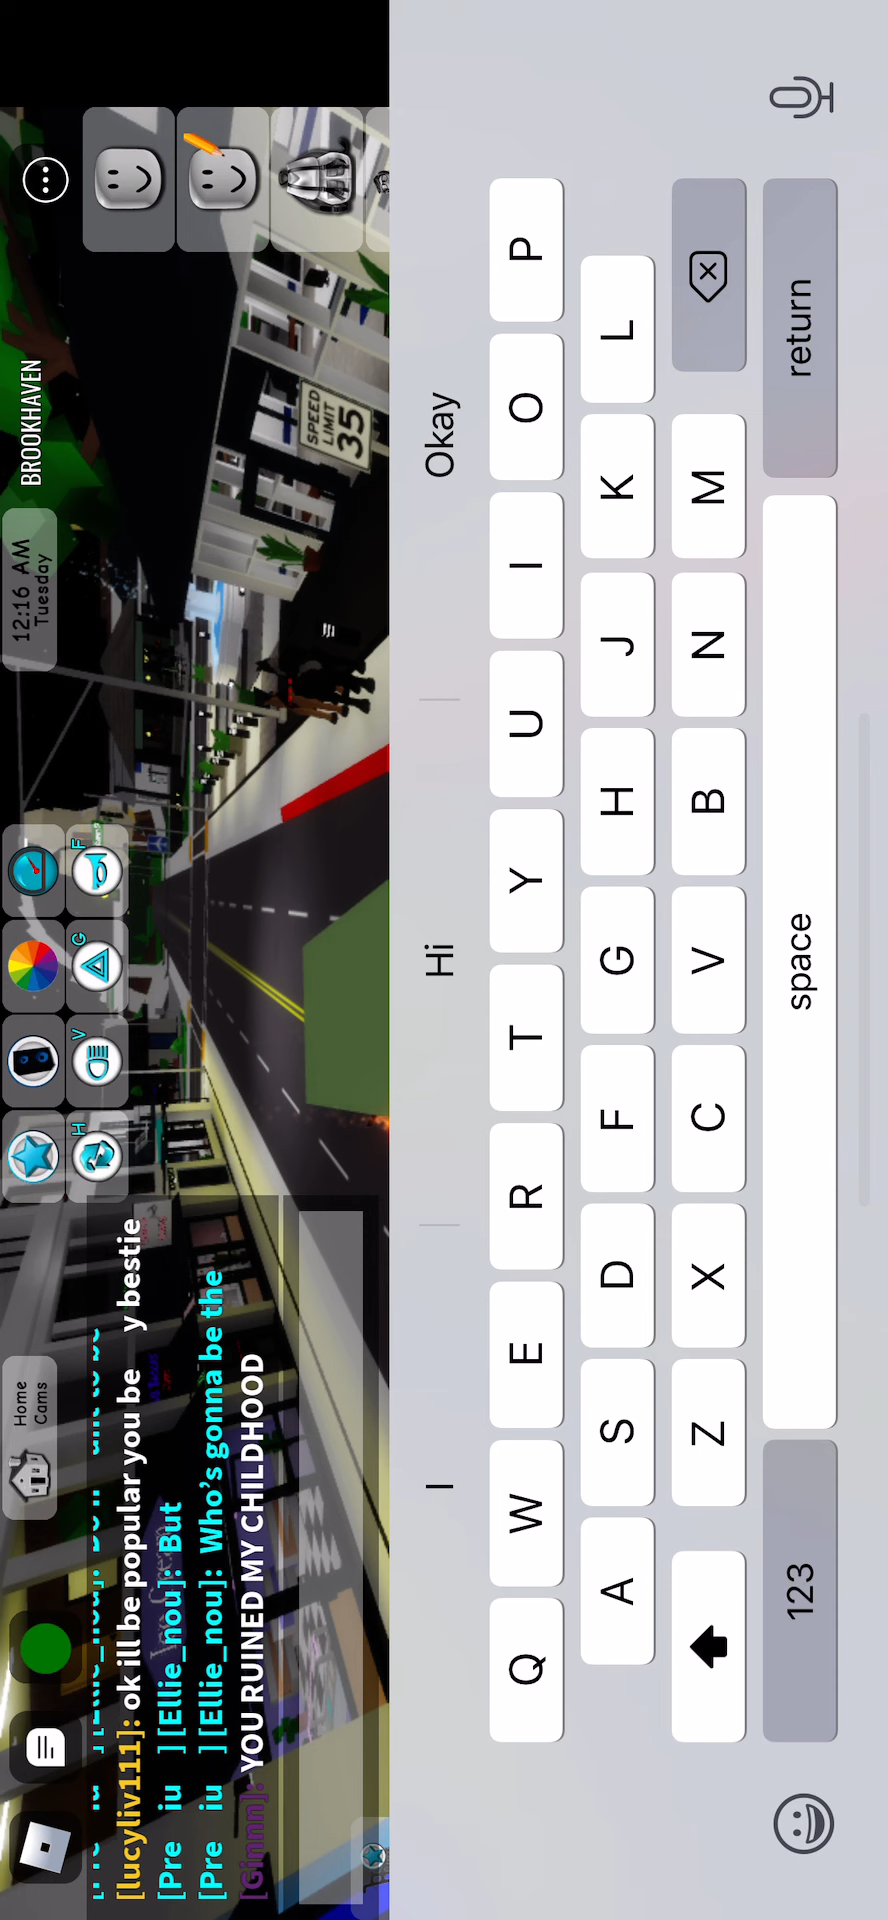 12:16 AM
Tuesday
BROOKHAVEN
Home
Cams
F
G
V
H
SPEED
LIMIT
35
[lucyliv111]: ok ill be popular you be y bestie
[Pre iu ][Ellie_nou]: But
[Pre iu ][Ellie_nou]: Who's gonna be the
[Ginnn]: YOU RUINED MY CHILDHOOD
I
Hi
Okay
Q W E R T Y U I O P
A S D F G H J K L
Z X C V B N M
123
space
return